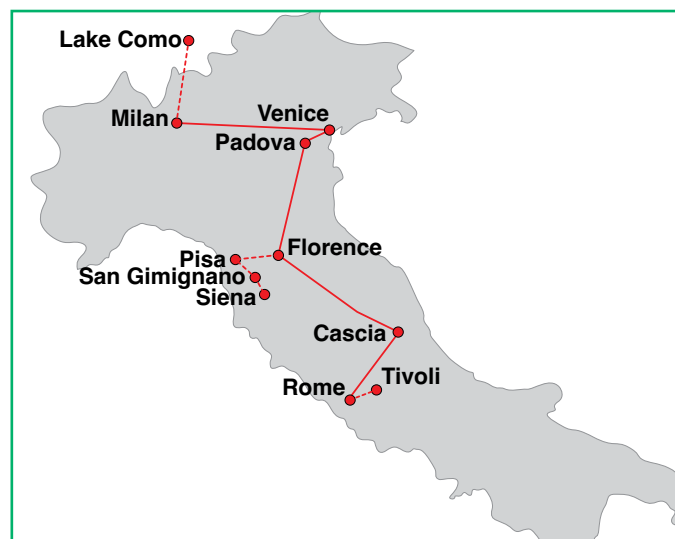 Lake Como
Milan
Venice
Padova
Florence
Pisa
San Gimignano
Siena
Cascia
Tivoli
Rome